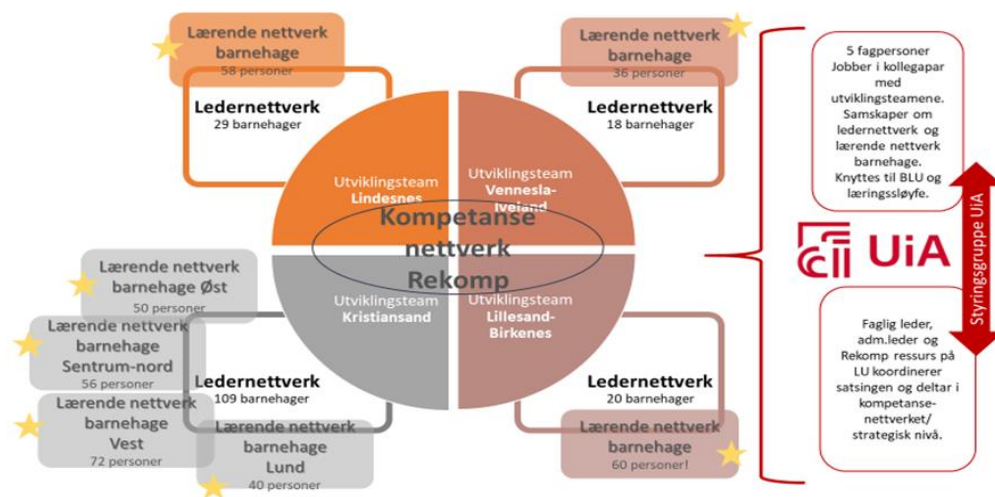 Lærende nettverk
barnehage
58 personer
Ledernettverk
29 barnehager
Lærende nettverk
barnehage
36 personer
Ledernettverk
18 barnehager
Utviklingsteam
Lindesnes
Utviklingsteam
Vennesla-
Iveland
Kompetanse
nettverk
Rekomp
Utviklingsteam
Kristiansand
Utviklingsteam
Lillesand-
Birkenes
Lærende nettverk
barnehage Øst
50 personer
Lærende nettverk
barnehage
Sentrum-nord
56 personer
Lærende nettverk
barnehage
Vest
72 personer
Ledernettverk
109 barnehager
Lærende nettverk
barnehage
Lund
40 personer
Ledernettverk
20 barnehager
Lærende nettverk
barnehage
60 personer!
5 fagpersoner
Jobber i kollegapar
med
utviklingsteamene.
Samskaper om
ledernettverk og
lærende nettverk
barnehage.
Knyttes til BLU og
læringssløyfe.
UiA
Styringsgruppe UiA
Faglig leder,
adm.leder og
Rekomp ressurs på
LU koordinerer
satsingen og deltar i
kompetanse-
nettverket/
strategisk nivå.